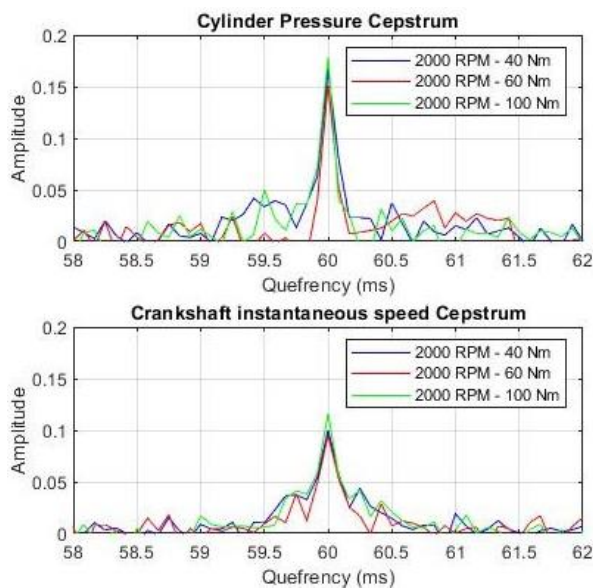 Cylinder Pressure Cepstrum
0.2
0.15
0.1
0.05
0
Amplitude
2000 RPM - 40 Nm
2000 RPM - 60 Nm
2000 RPM - 100 Nm
58 58.5 59 59.5 60 60.5 61 61.5 62
Quefrency (ms)
Crankshaft instantaneous speed Cepstrum
0.2
0.15
0.1
0.05
0
Amplitude
2000 RPM - 40 Nm
2000 RPM - 60 Nm
2000 RPM - 100 Nm
58 58.5 59 59.5 60 60.5 61 61.5 62
Quefrency (ms)